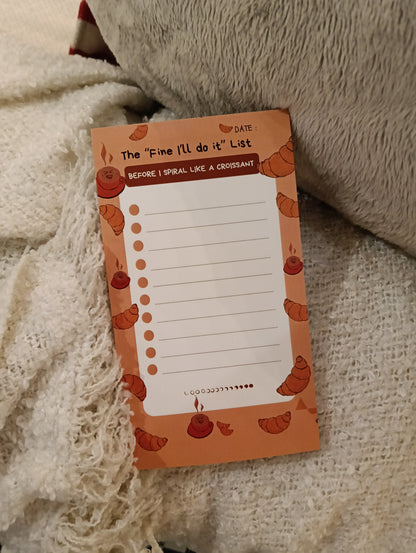 DATE :
The "Fine I'll do it" List
BEFORE I SPIRAL LIKE A CROISSANT